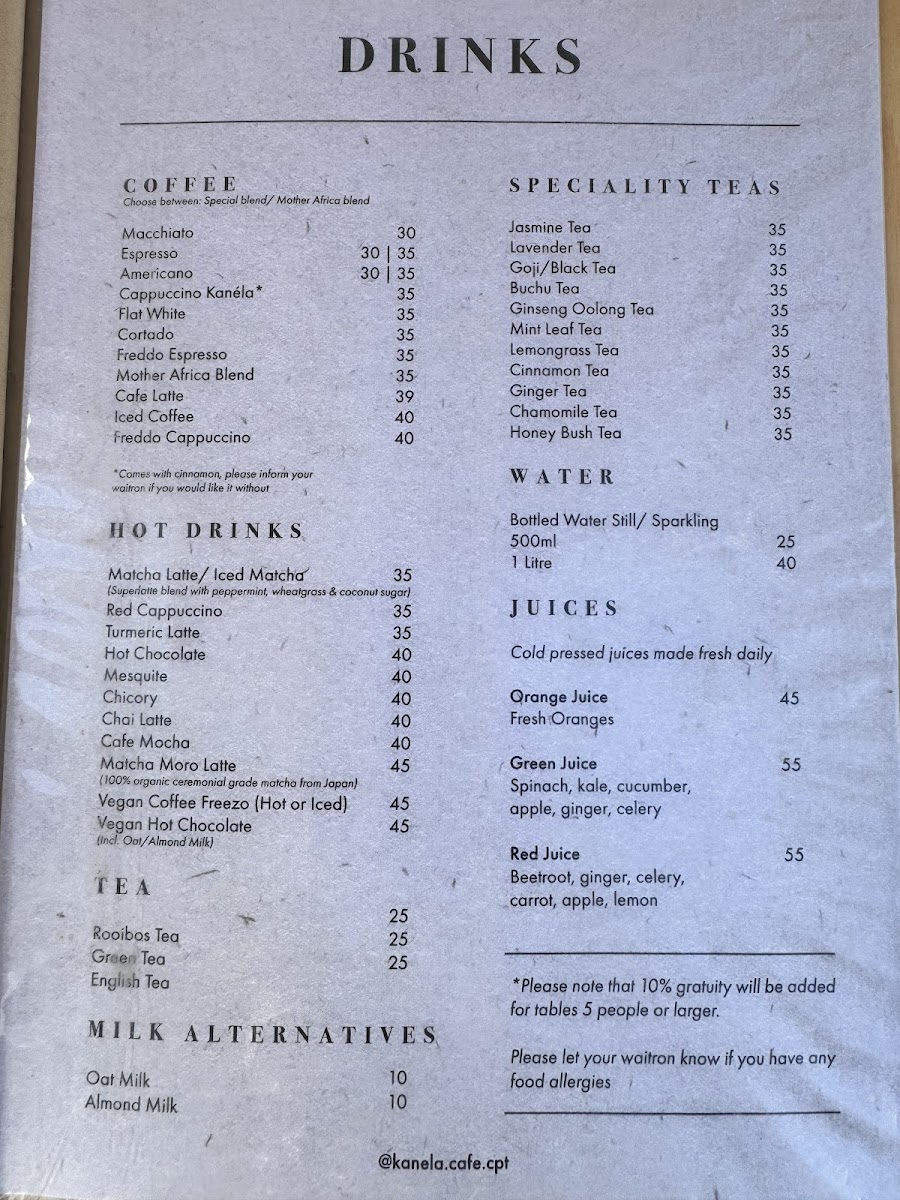 DRINKS
COFFEE
Choose between: Special blend/ Mother Africa blend
Macchiato 30
Espresso 30 | 35
Americano 30 | 35
Cappuccino Kanéla* 35
Flat White 35
Cortado 35
Freddo Espresso 35
Mother Africa Blend 35
Cafe Latte 39
Iced Coffee 40
Freddo Cappuccino 40
*Comes with cinnamon, please inform your
waitron if you would like it without
HOT DRINKS
Matcha Latte/ Iced Matcha 35
(Superlatte blend with peppermint, wheatgrass & coconut sugar)
Red Cappuccino 35
Turmeric Latte 35
Hot Chocolate 40
Mesquite 40
Chicory 40
Chai Latte 40
Cafe Mocha 40
Matcha Moro Latte 45
(100% organic ceremonial grade matcha from Japan)
Vegan Coffee Freezo (Hot or Iced) 45
Vegan Hot Chocolate 45
(Incl. Oat/Almond Milk)
TEA
25
Rooibos Tea 25
Green Tea 25
English Tea
MILK ALTERNATIVES
Oat Milk 10
Almond Milk 10
SPECIALITY TEAS
Jasmine Tea 35
Lavender Tea 35
Goji/Black Tea 35
Buchu Tea 35
Ginseng Oolong Tea 35
Mint Leaf Tea 35
Lemongrass Tea 35
Cinnamon Tea 35
Ginger Tea 35
Chamomile Tea 35
Honey Bush Tea 35
WATER
Bottled Water Still/ Sparkling
500ml 25
1 Litre 40
JUICES
Cold pressed juices made fresh daily
Orange Juice 45
Fresh Oranges
Green Juice 55
Spinach, kale, cucumber,
apple, ginger, celery
Red Juice 55
Beetroot, ginger, celery,
carrot, apple, lemon
*Please note that 10% gratuity will be added
for tables 5 people or larger.
Please let your waitron know if you have any
food allergies
@kanela.cafe.cpt